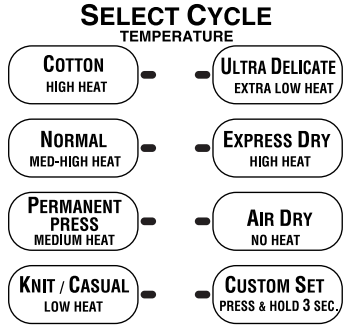 SELECT CYCLE
TEMPERATURE
COTTON
HIGH HEAT
ULTRA DELICATE
EXTRA LOW HEAT
NORMAL
MED-HIGH HEAT
EXPRESS DRY
HIGH HEAT
PERMANENT
PRESS
MEDIUM HEAT
AIR DRY
NO HEAT
KNIT / CASUAL
LOW HEAT
CUSTOM SET
PRESS & HOLD 3 SEC.